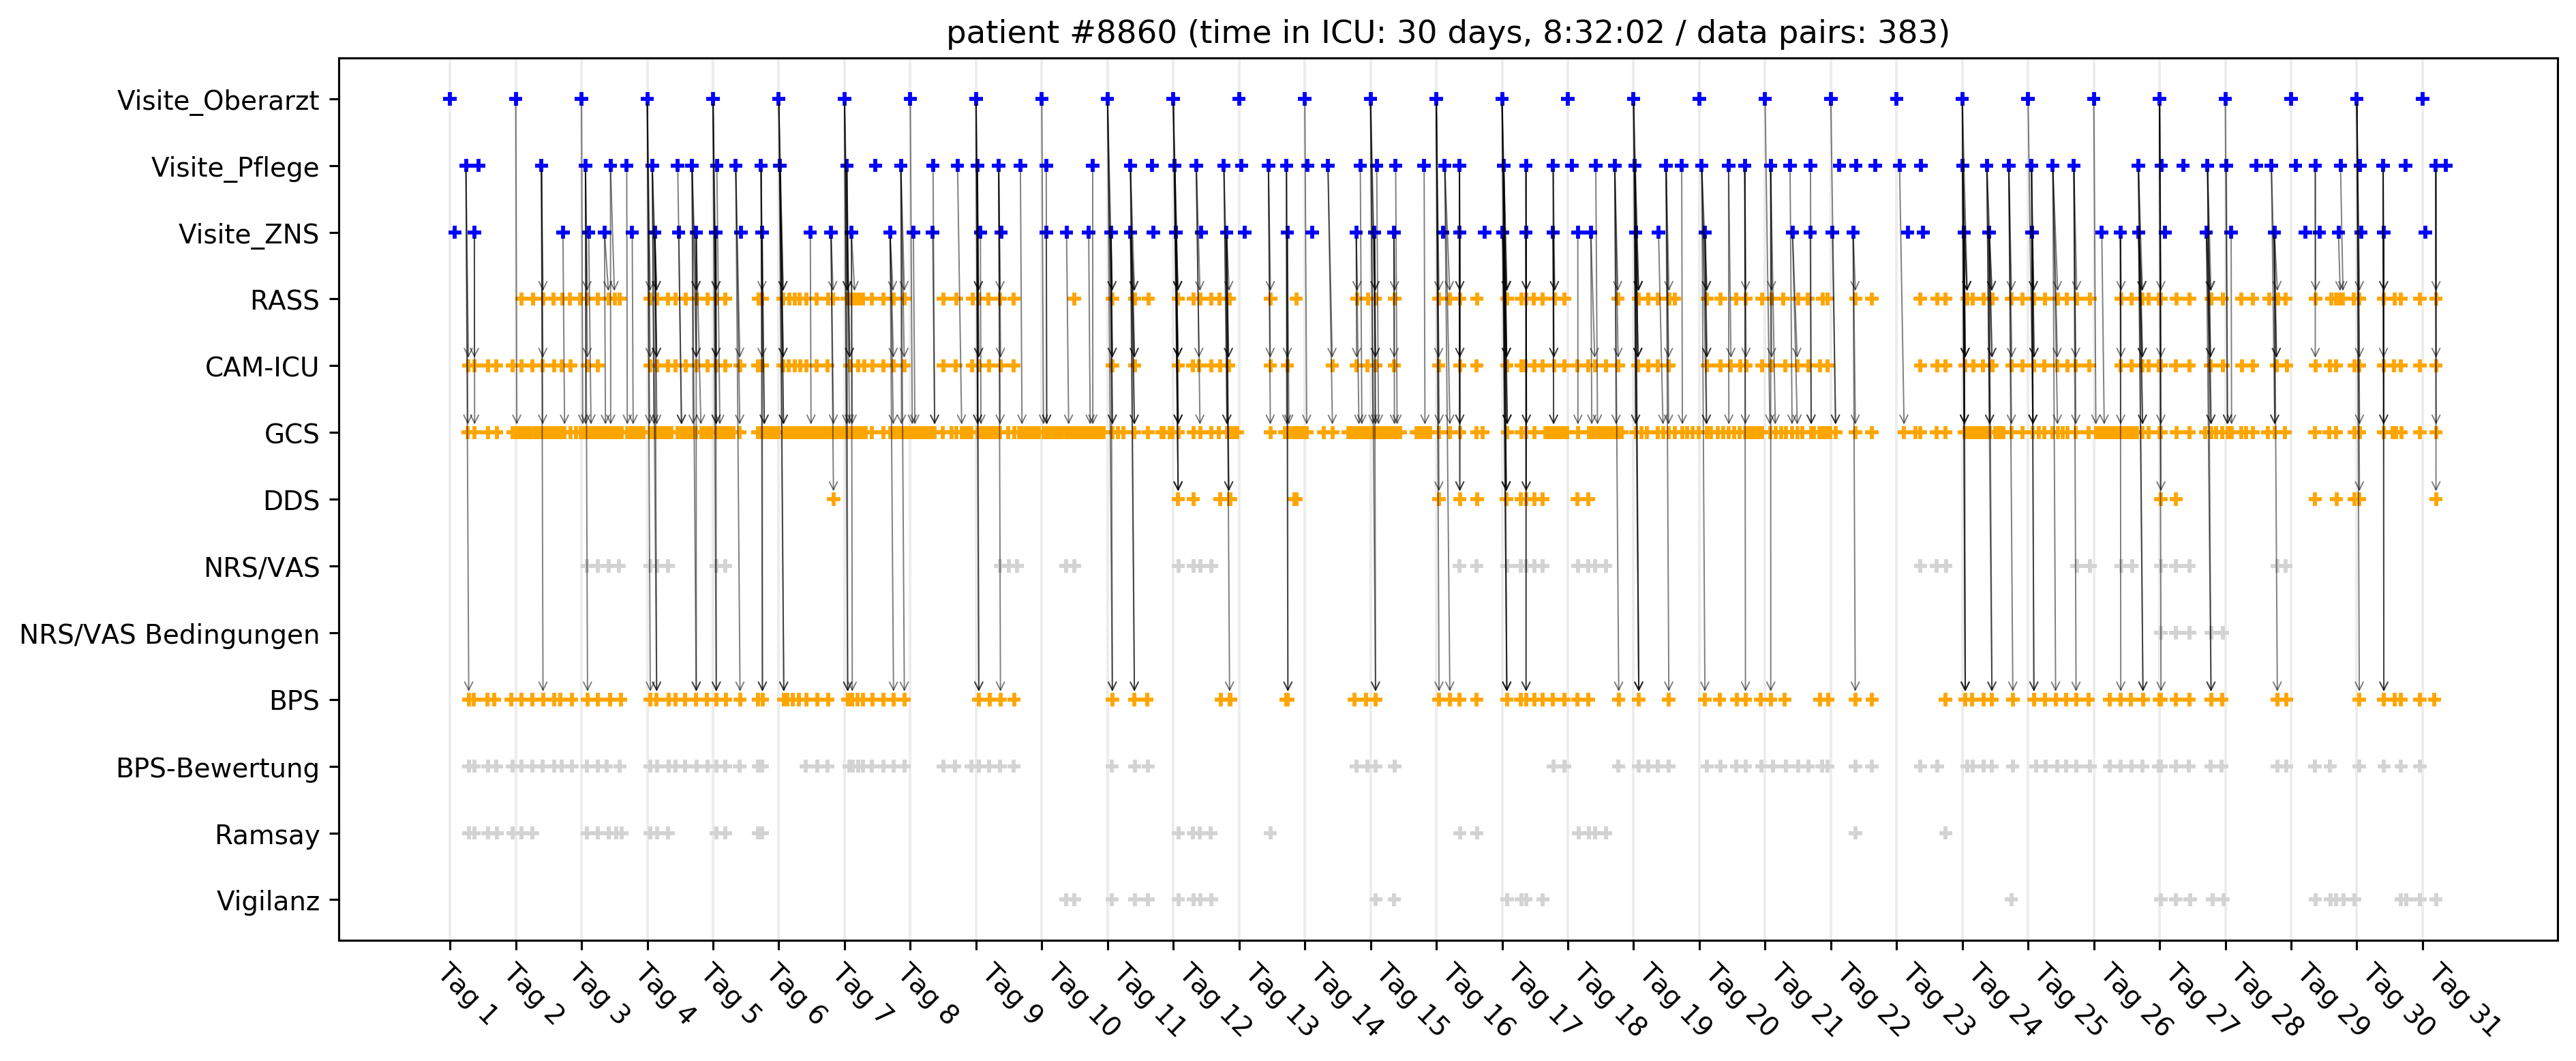 patient #8860 (time in ICU: 30 days, 8:32:02 / data pairs: 383)
Visite_Oberarzt
Visite_Pflege
Visite_ZNS
RASS
CAM-ICU
GCS
DDS
NRS/VAS
NRS/VAS Bedingungen
BPS
BPS-Bewertung
Ramsay
Vigilanz
Tag 1
Tag 2
Tag 3
Tag 4
Tag 5
Tag 6
Tag 7
Tag 8
Tag 9
Tag 10
Tag 11
Tag 12
Tag 13
Tag 14
Tag 15
Tag 16
Tag 17
Tag 18
Tag 19
Tag 20
Tag 21
Tag 22
Tag 23
Tag 24
Tag 25
Tag 26
Tag 27
Tag 28
Tag 29
Tag 30
Tag 31